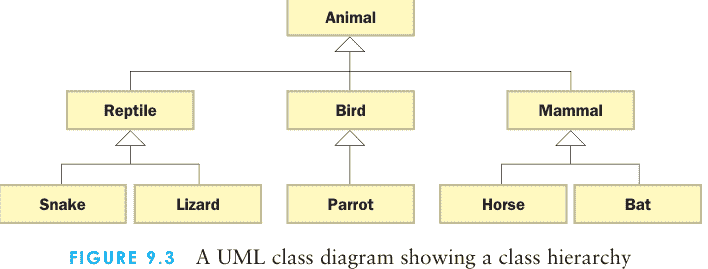 Animal
Reptile Bird Mammal
Snake Lizard Parrot Horse Bat
FIGURE 9.3 A UML class diagram showing a class hierarchy